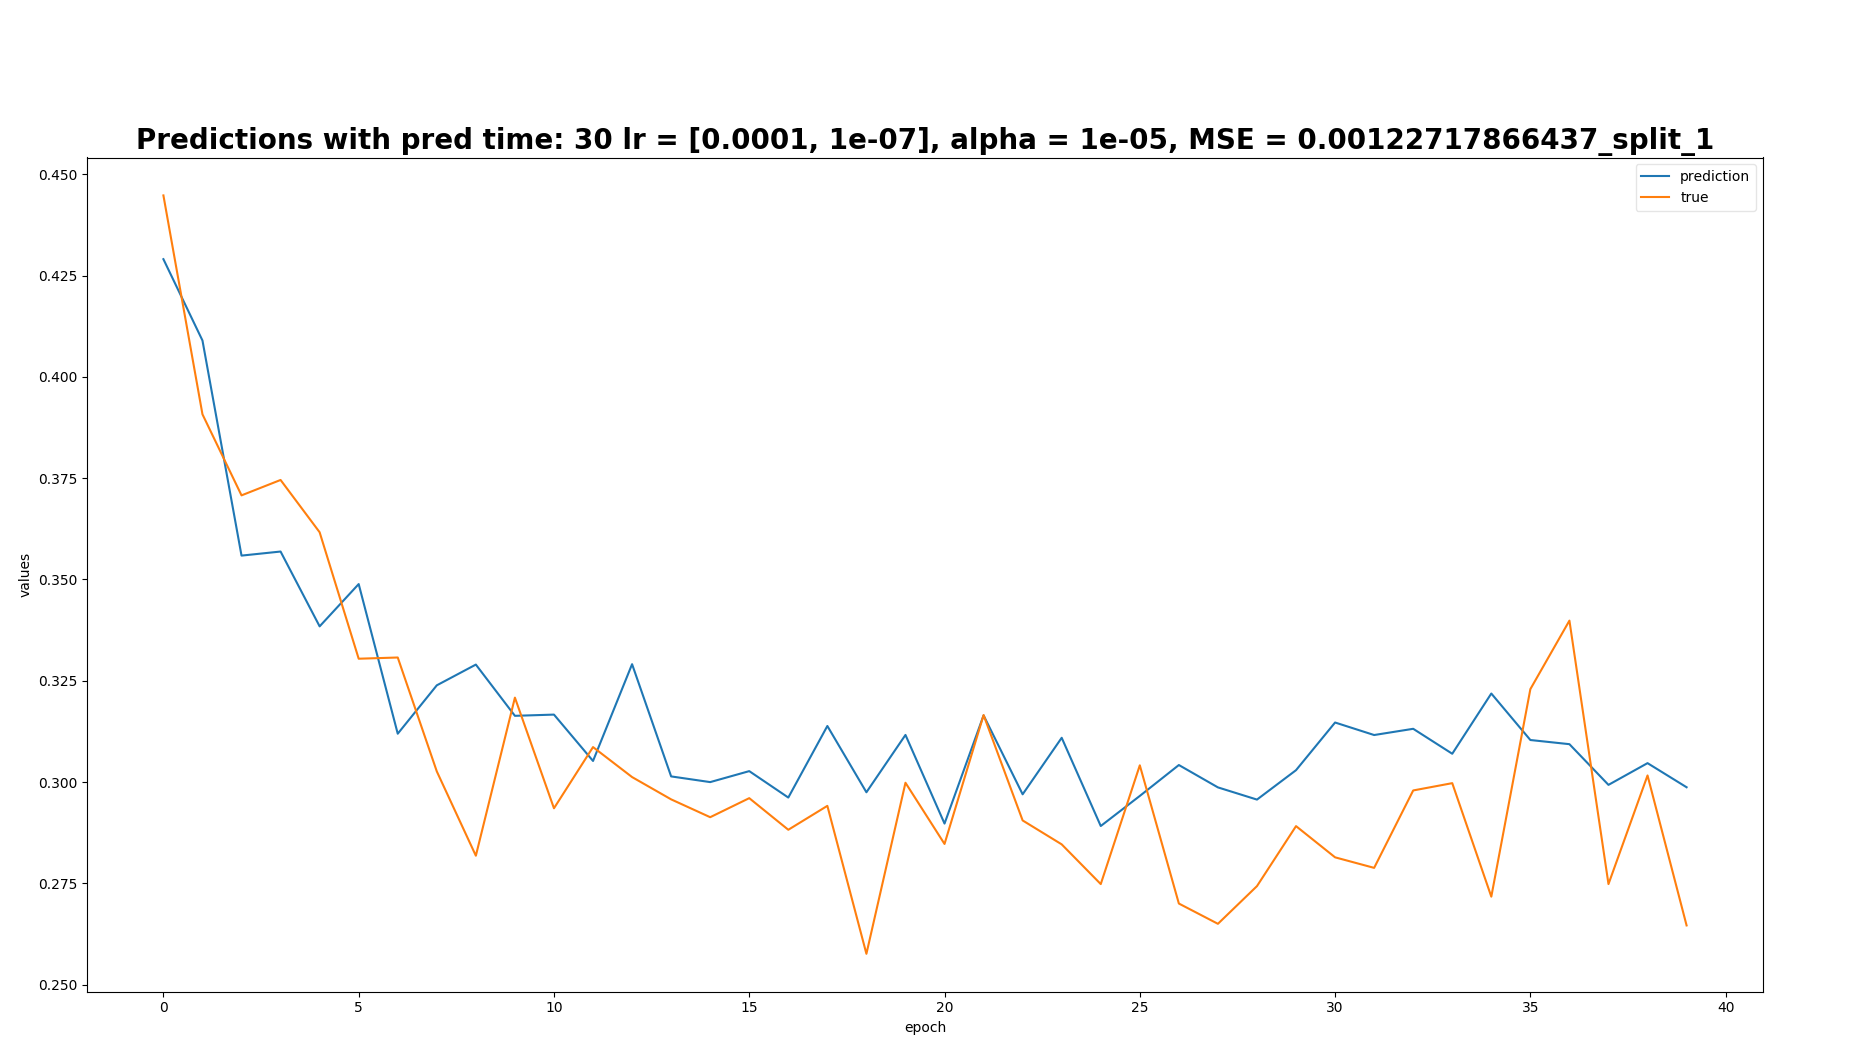 Predictions with pred time: 30 lr = [0.0001, 1e-07], alpha = 1e-05, MSE = 0.00122717866437_split_1
prediction
true
0.450
0.425
0.400
0.375
0.350
0.325
0.300
0.275
0.250
values
0 5 10 15 20 25 30 35 40
epoch